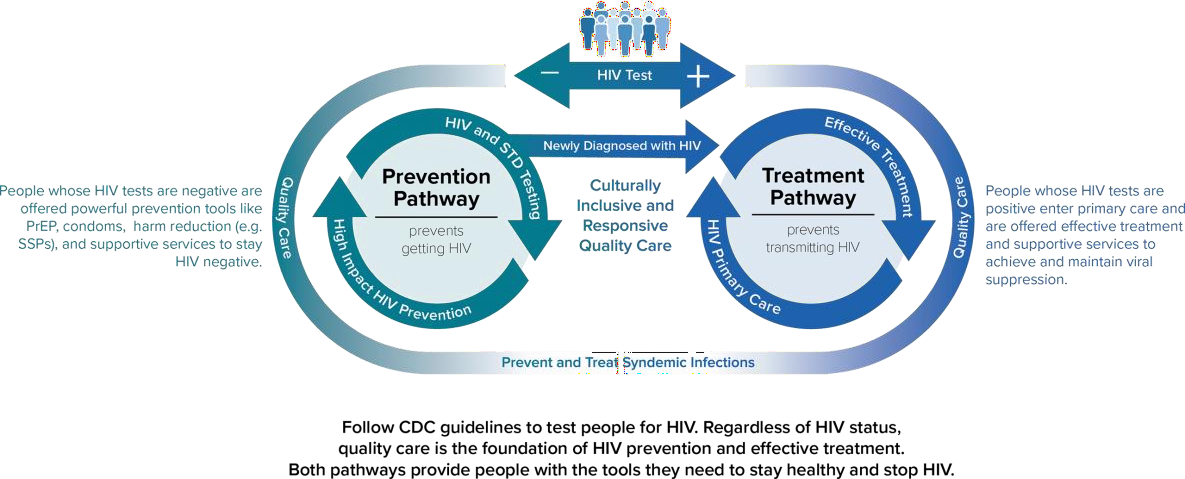 − HIV Test +
HIV and STD Testing
Newly Diagnosed with HIV
Effective Treatment
Prevention
Pathway
prevents
getting HIV
High Impact HIV Prevention
Culturally
Inclusive and
Responsive
Quality Care
Treatment
Pathway
prevents
transmitting HIV
HIV Primary Care
Quality Care
Quality Care
People whose HIV tests are negative are
offered powerful prevention tools like
PrEP, condoms, harm reduction (e.g.
SSPs), and supportive services to stay
HIV negative.
People whose HIV tests are
positive enter primary care and
are offered effective treatment
and supportive services to
achieve and maintain viral
suppression.
Prevent and Treat Syndemic Infections
Follow CDC guidelines to test people for HIV. Regardless of HIV status,
quality care is the foundation of HIV prevention and effective treatment.
Both pathways provide people with the tools they need to stay healthy and stop HIV.